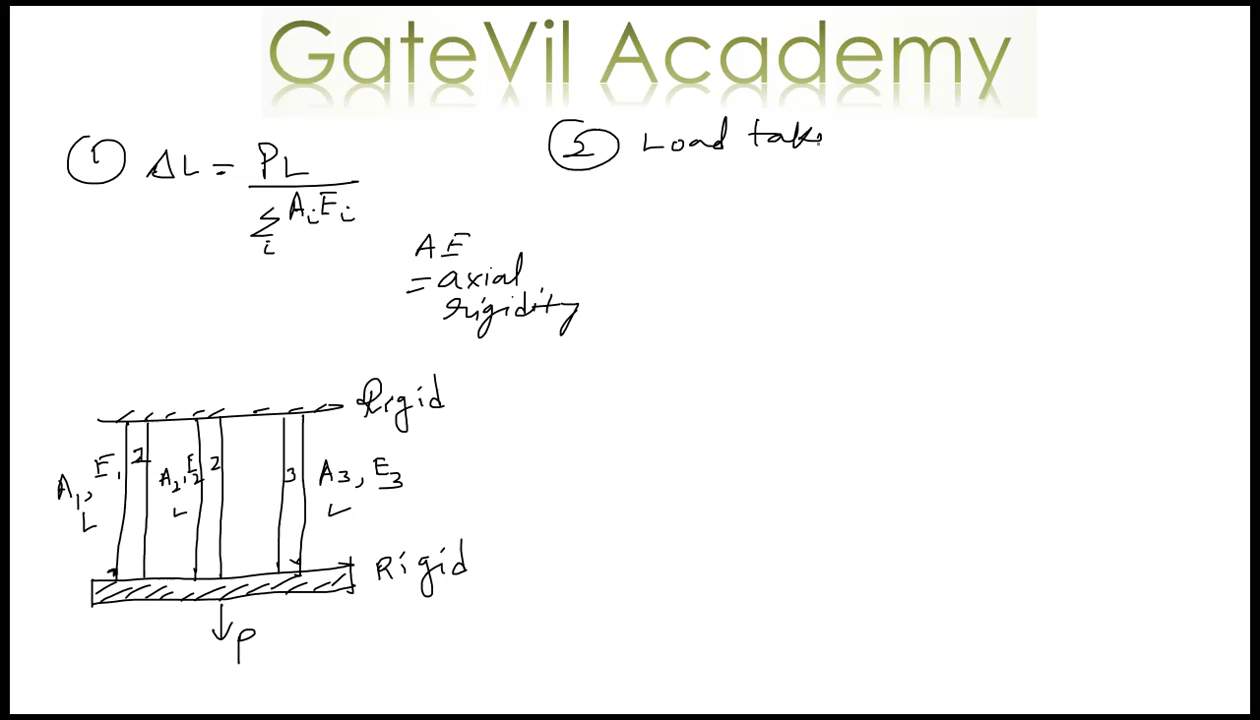 GateVil Academy
① ΔL = PL
Σ AiEi
i
② Load take
AE
= axial
rigidity
Rigid
1 2 3
A1, E1 A2, E2 A3, E3
L L L
Rigid
P